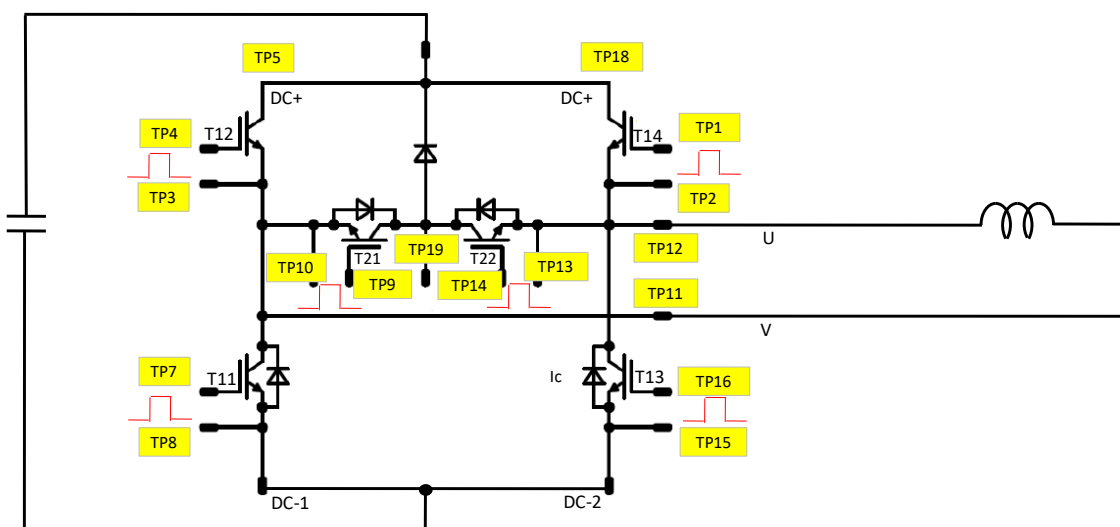 TP5
TP18
DC+
DC+
TP4
T12
T14
TP1
TP3
TP2
TP19
TP12
U
T21
T22
TP10
TP13
TP9
TP14
TP11
V
TP7
T11
Ic
T13
TP16
TP8
TP15
DC-1
DC-2